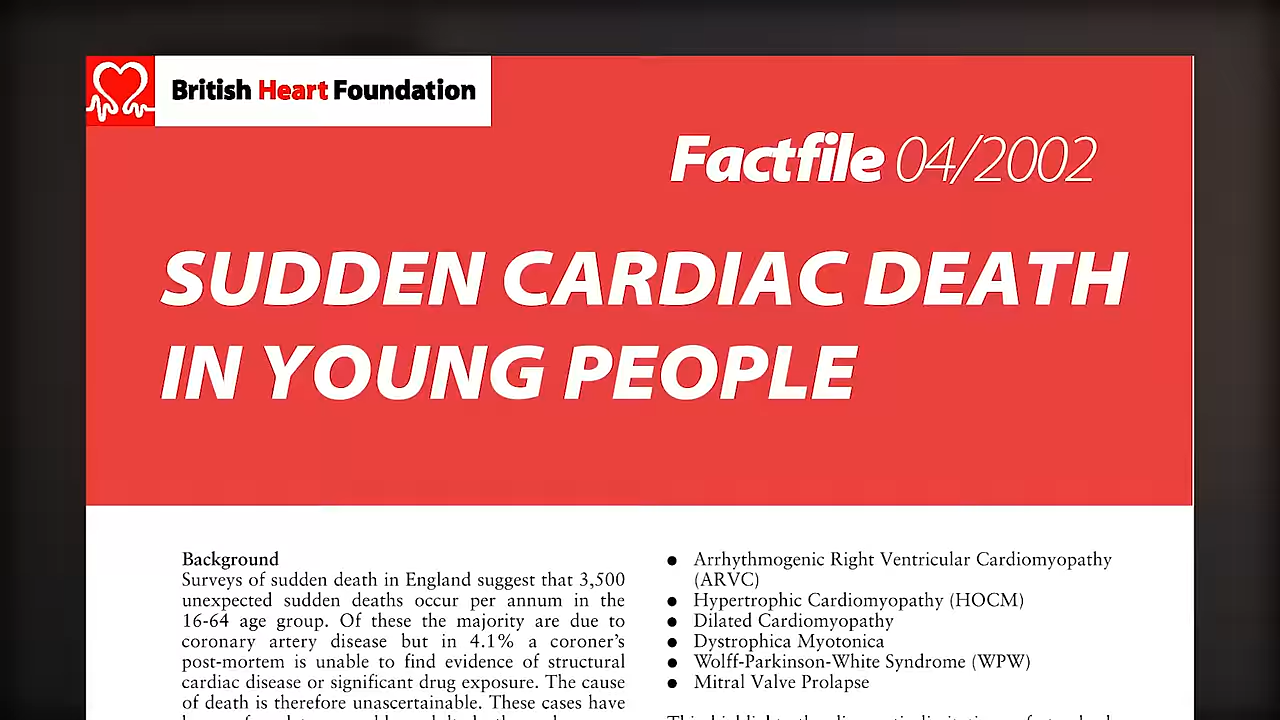 British Heart Foundation
Factfile 04/2002
SUDDEN CARDIAC DEATH
IN YOUNG PEOPLE
Background
Surveys of sudden death in England suggest that 3,500
unexpected sudden deaths occur per annum in the
16-64 age group. Of these the majority are due to
coronary artery disease but in 4.1% a coroner's
post-mortem is unable to find evidence of structural
cardiac disease or significant drug exposure. The cause
of death is therefore unascertainable. These cases have
● Arrhythmogenic Right Ventricular Cardiomyopathy
(ARVC)
● Hypertrophic Cardiomyopathy (HOCM)
● Dilated Cardiomyopathy
● Dystrophica Myotonica
● Wolff-Parkinson-White Syndrome (WPW)
● Mitral Valve Prolapse